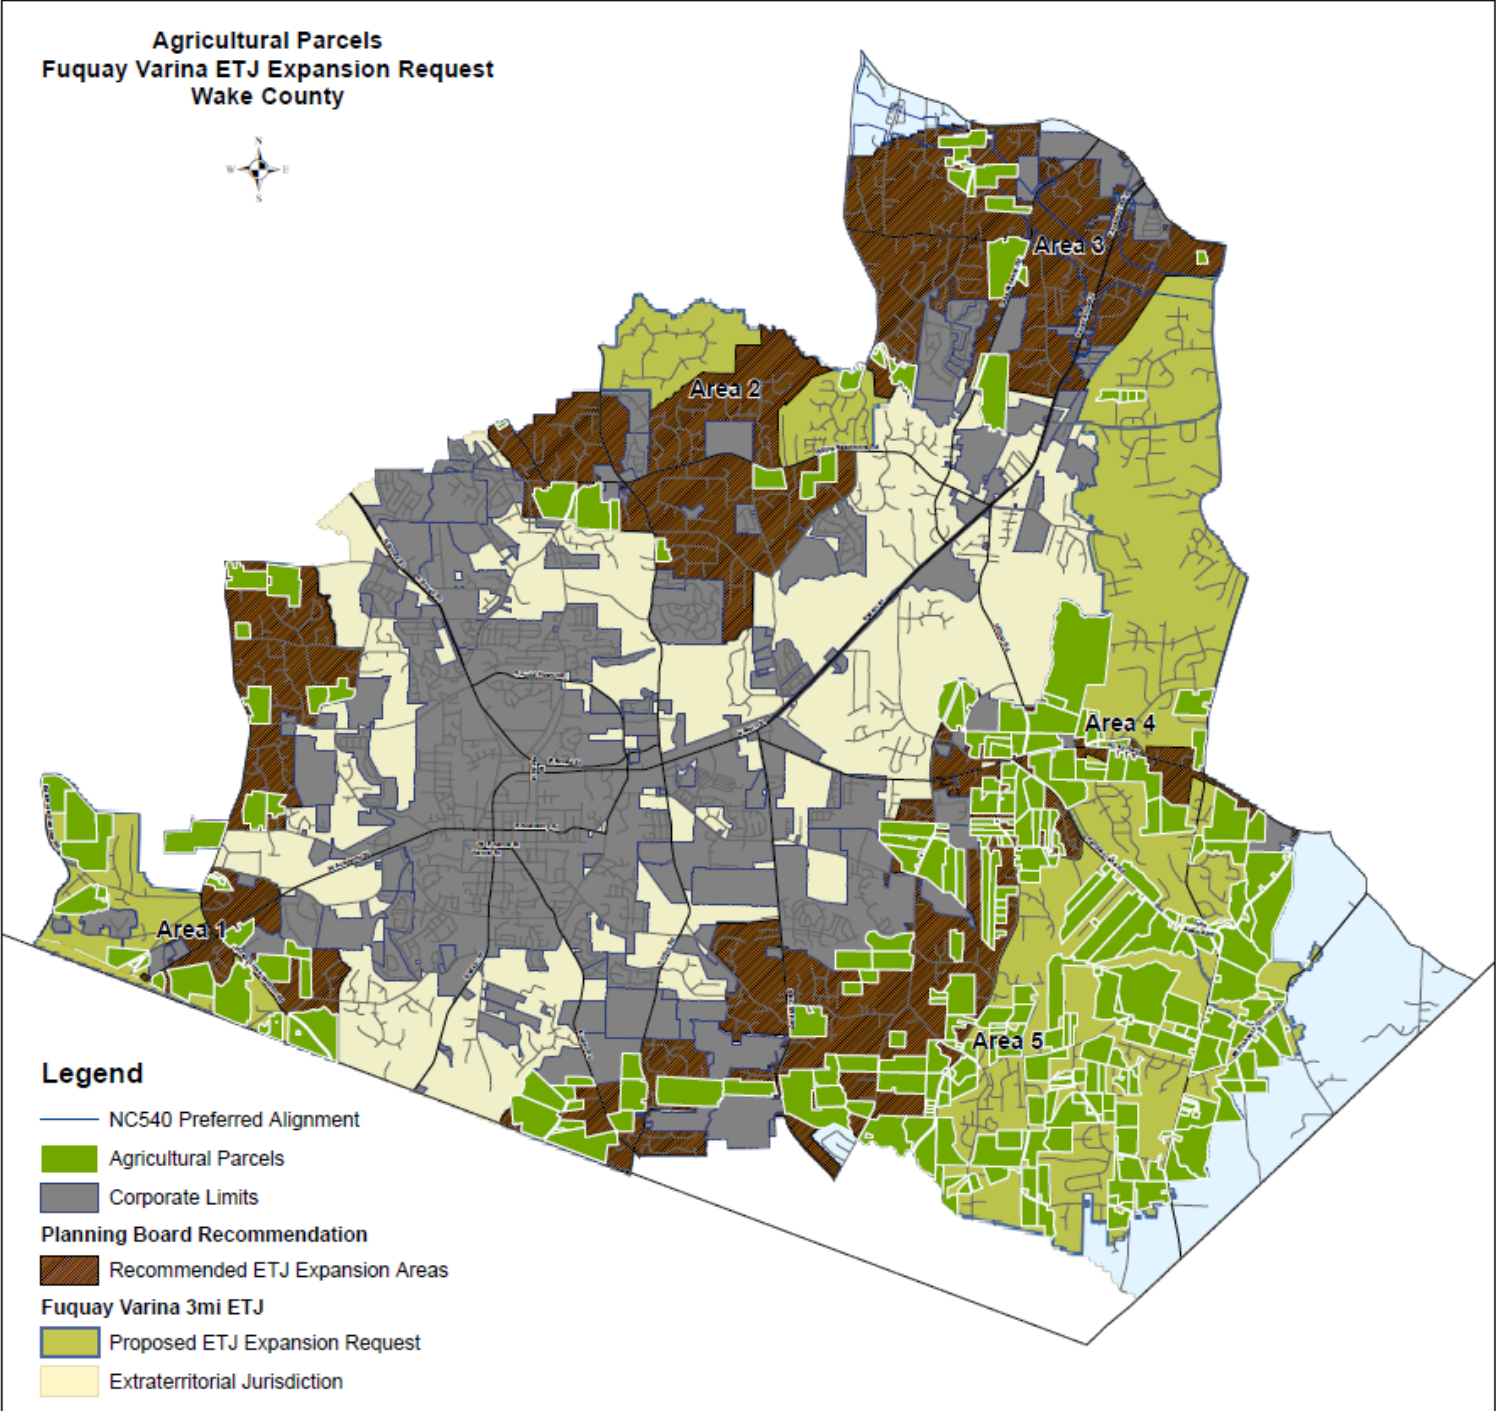 Agricultural Parcels
Fuquay Varina ETJ Expansion Request
Wake County
N
W
E
S
Area 3
Area 2
Area 4
Area 1
Area 5
Legend
NC540 Preferred Alignment
Agricultural Parcels
Corporate Limits
Planning Board Recommendation
Recommended ETJ Expansion Areas
Fuquay Varina 3mi ETJ
Proposed ETJ Expansion Request
Extraterritorial Jurisdiction